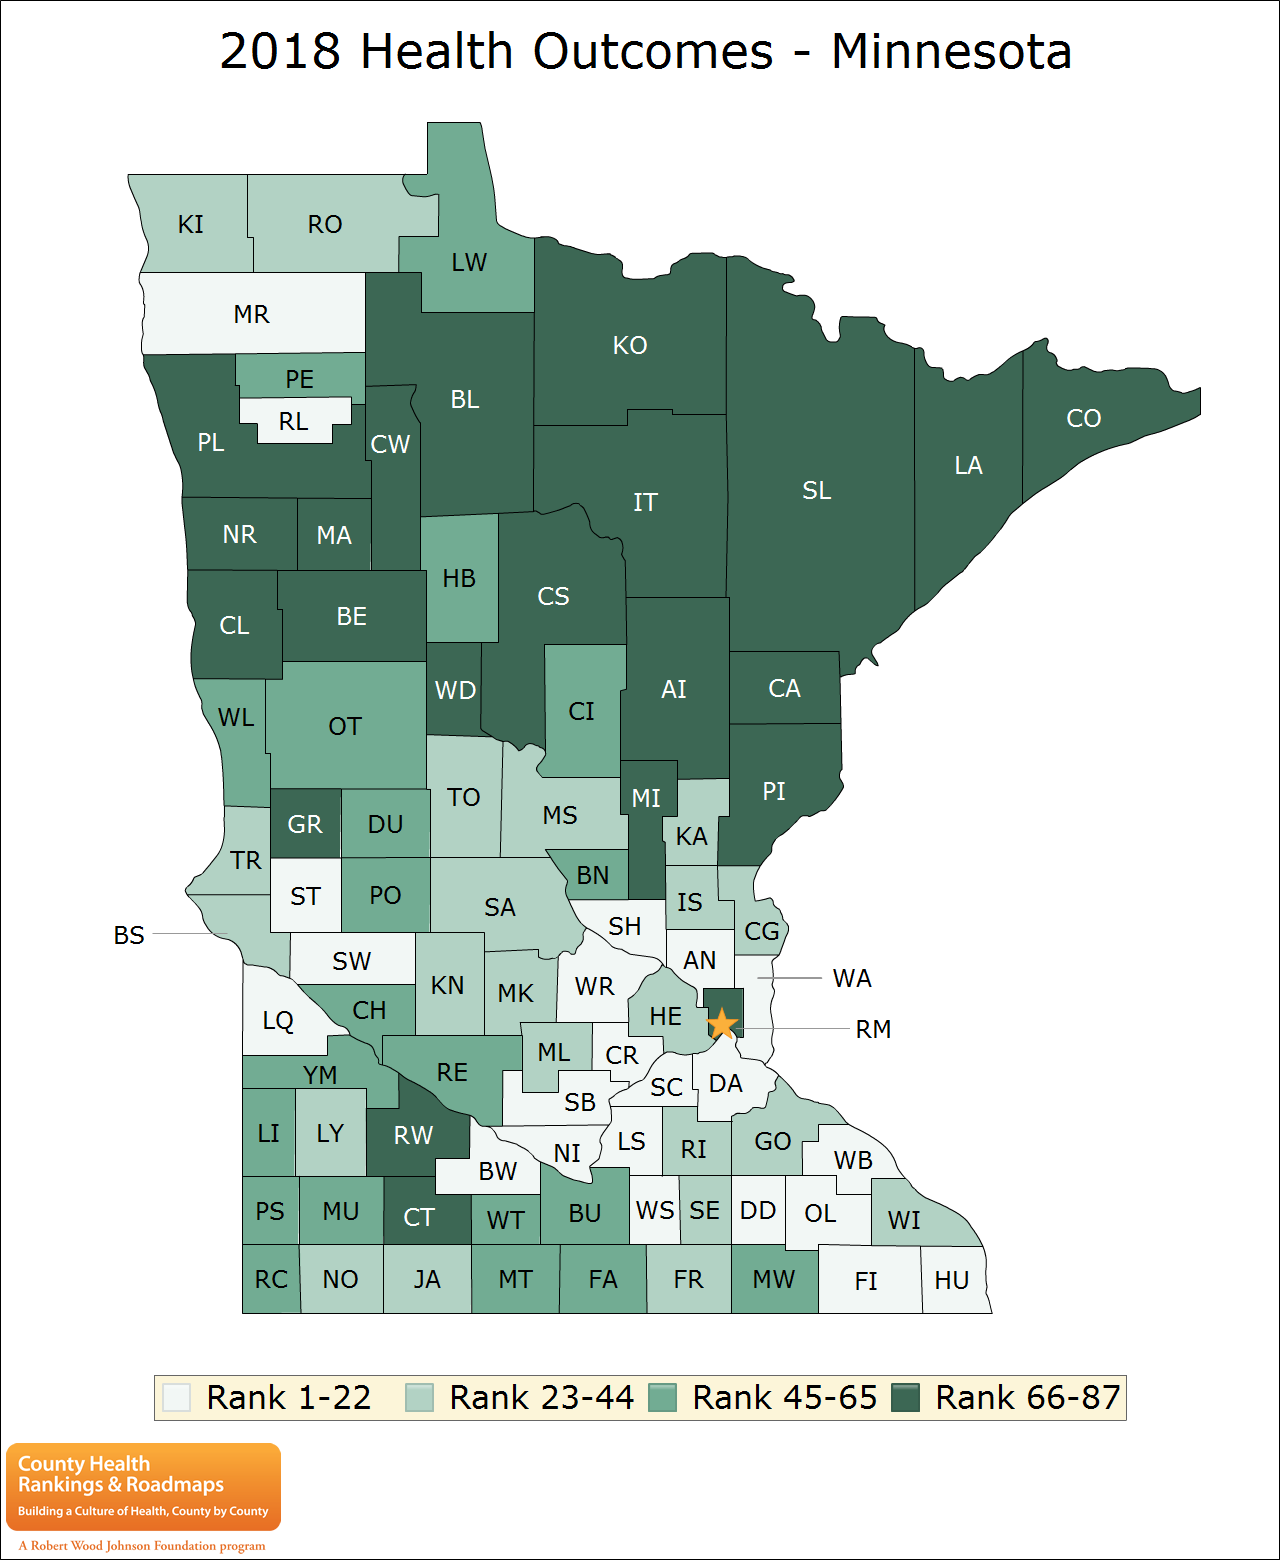 2018 Health Outcomes - Minnesota
KI
RO
LW
MR
KO
PE
BL
RL
CO
PL
CW
LA
SL
IT
NR
MA
HB
CS
BE
CL
WD
AI
CA
CI
WL
OT
PI
TO
MI
MS
GR
DU
KA
TR
BN
ST
PO
IS
SA
SH
CG
BS
AN
SW
WA
KN
WR
MK
CH
HE
LQ
RM
ML
CR
RE
YM
DA
SC
SB
LI
LY
RW
LS
GO
RI
NI
WB
BW
PS
MU
WS
SE
DD
BU
OL
CT
WT
WI
RC
NO
JA
MT
FA
FR
MW
FI
HU
Rank 1-22 Rank 23-44 Rank 45-65 Rank 66-87
County Health
Rankings & Roadmaps
Building a Culture of Health, County by County
A Robert Wood Johnson Foundation program